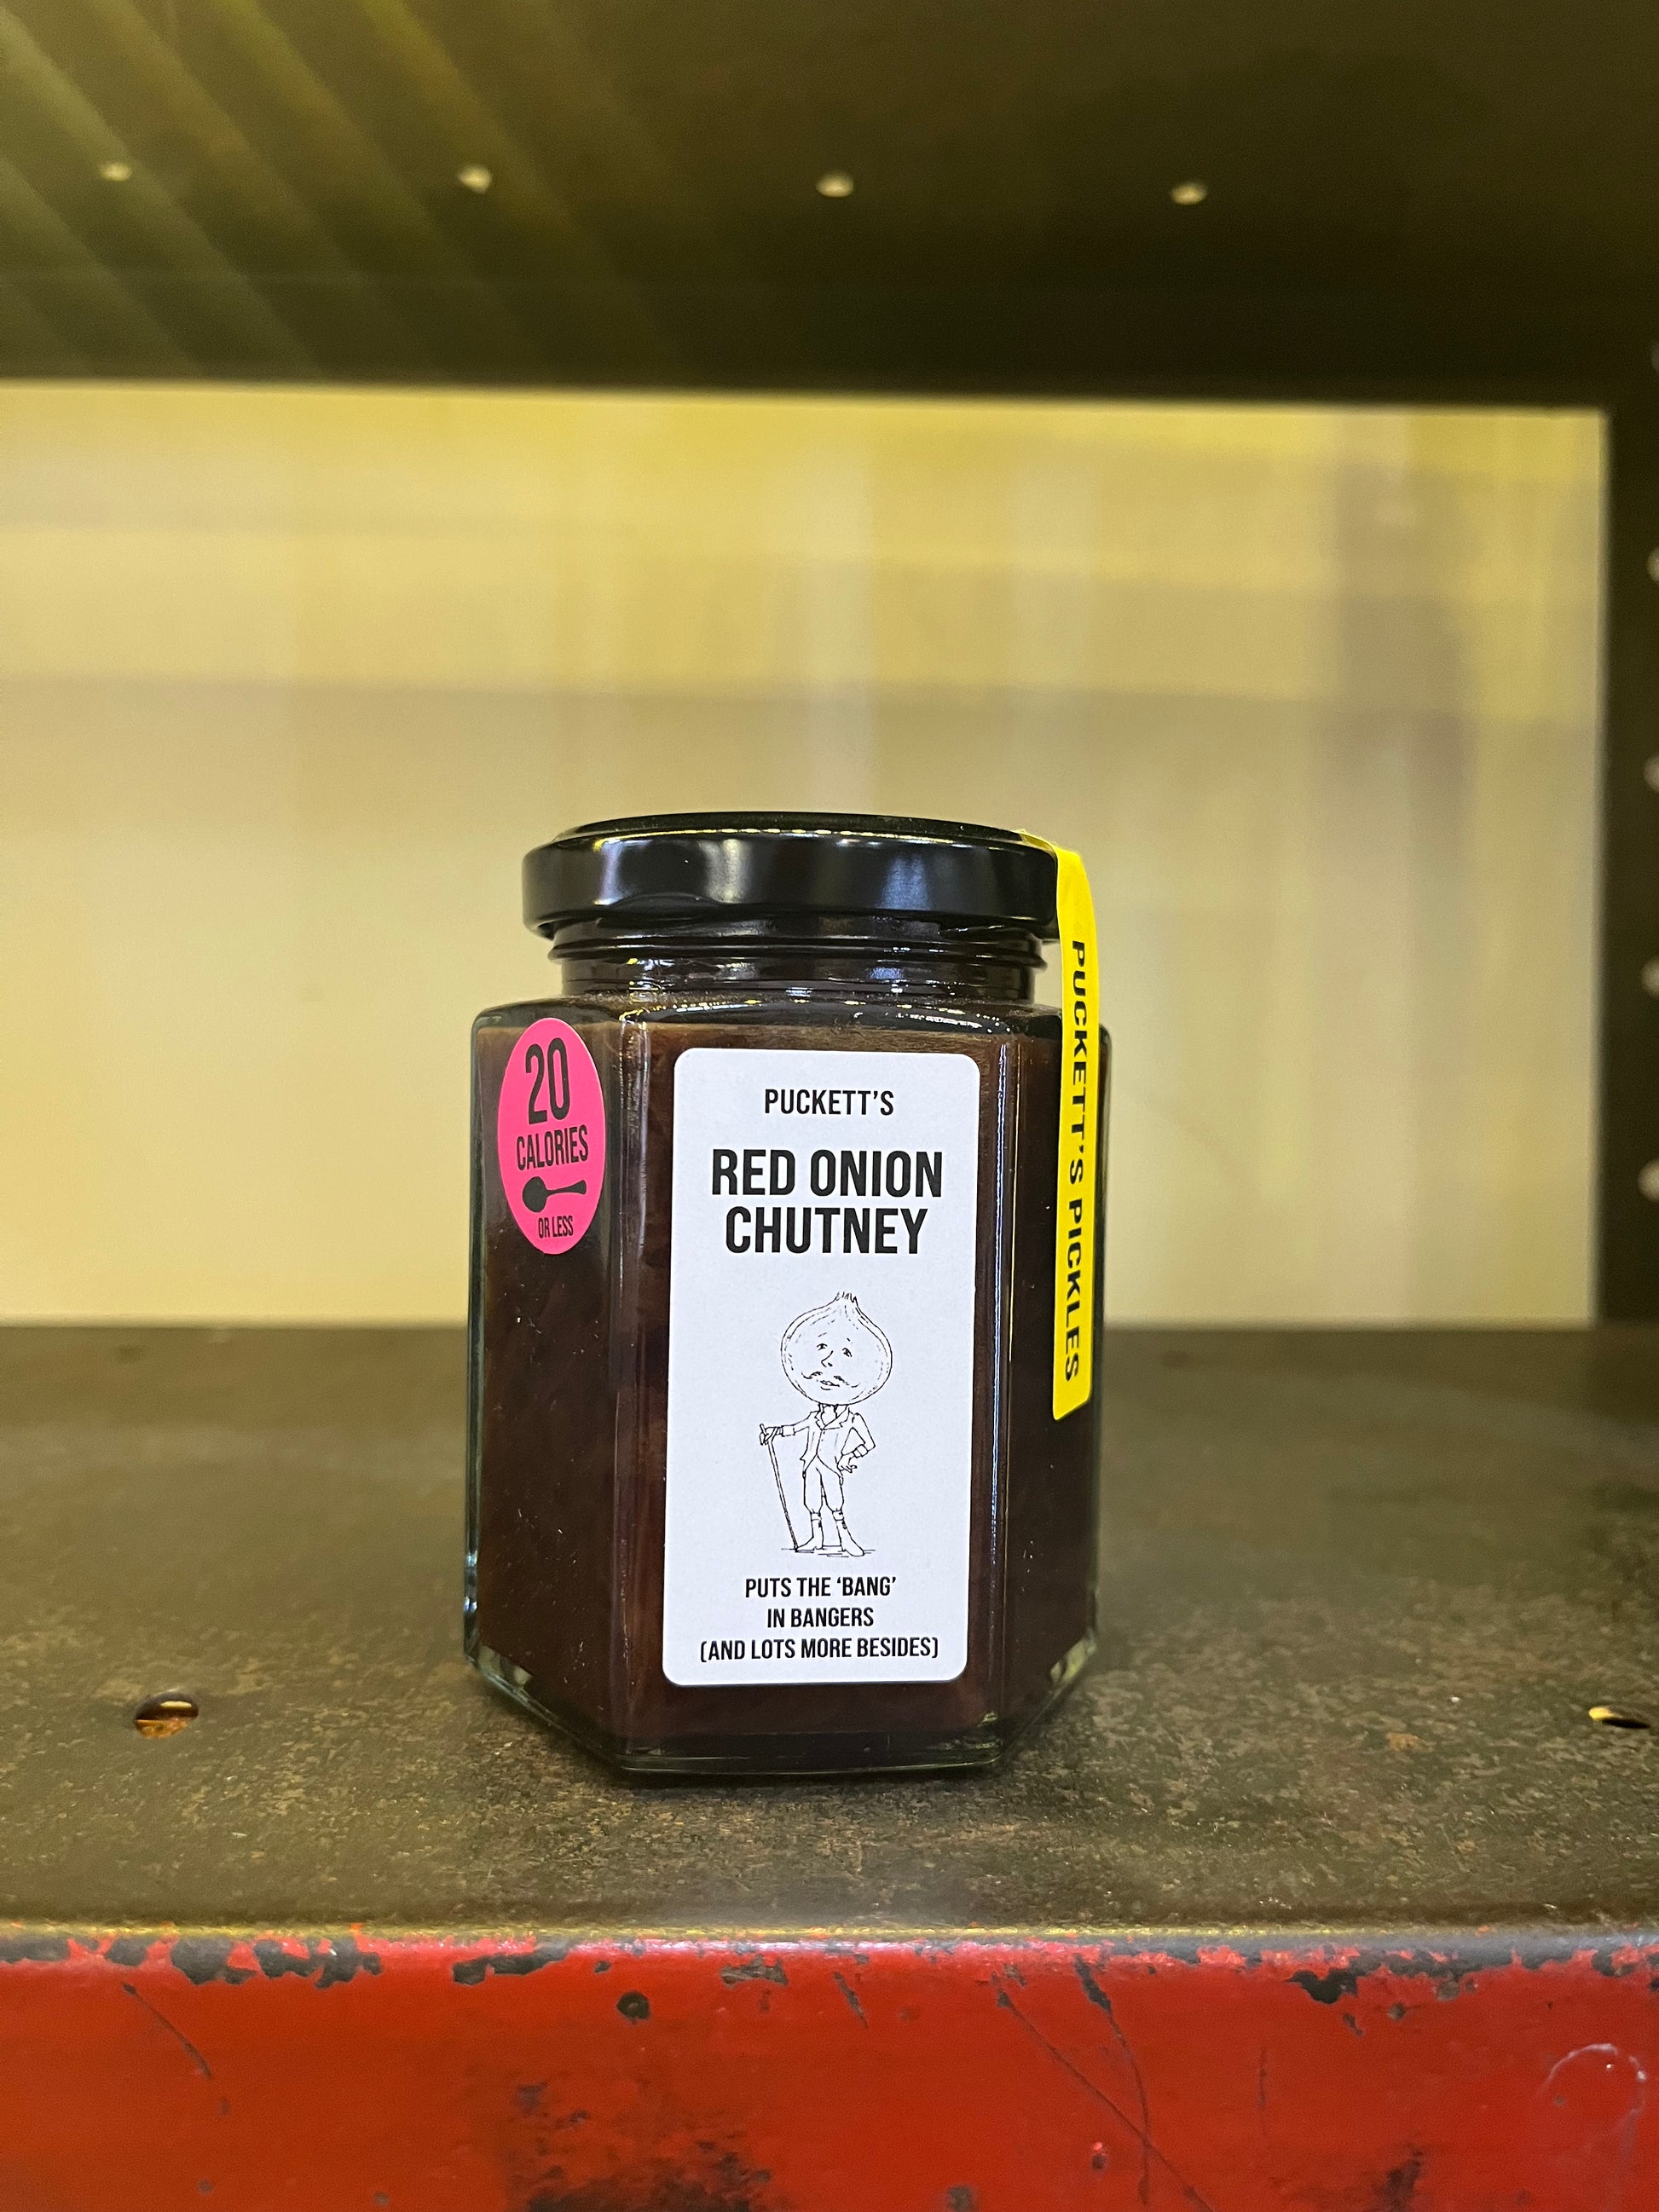 PUCKETT'S
RED ONION
CHUTNEY
PUTS THE ‘BANG’
IN BANGERS
(AND LOTS MORE BESIDES)
20
CALORIES
OR LESS
PUCKETT'S PICKLES